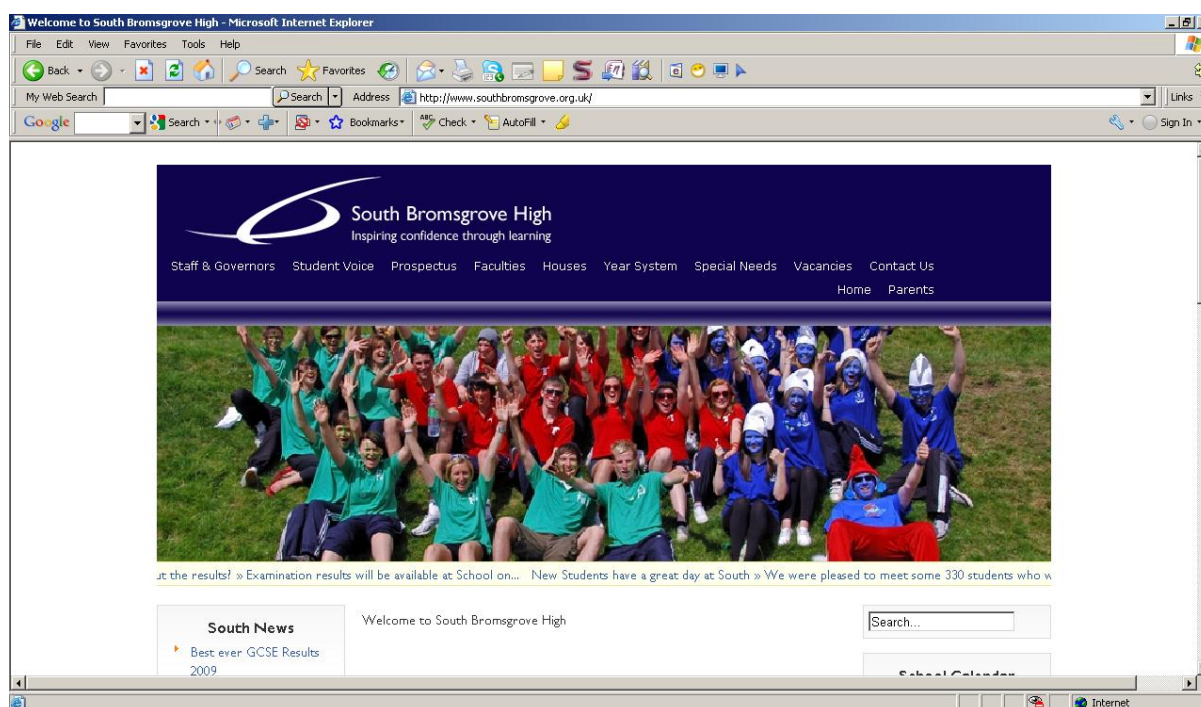 Welcome to South Bromsgrove High - Microsoft Internet Explorer
File Edit View Favorites Tools Help
Back Search Favorites
My Web Search Search Address http://www.southbromsgrove.org.uk/ Links
Google Search Bookmarks ABC Check AutoFill Sign In
South Bromsgrove High
Inspiring confidence through learning
Staff & Governors Student Voice Prospectus Faculties Houses Year System Special Needs Vacancies Contact Us
Home Parents
ut the results? » Examination results will be available at School on... New Students have a great day at South » We were pleased to meet some 330 students who w
South News
Best ever GCSE Results
2009
Welcome to South Bromsgrove High
Search...
School Calendar
Internet